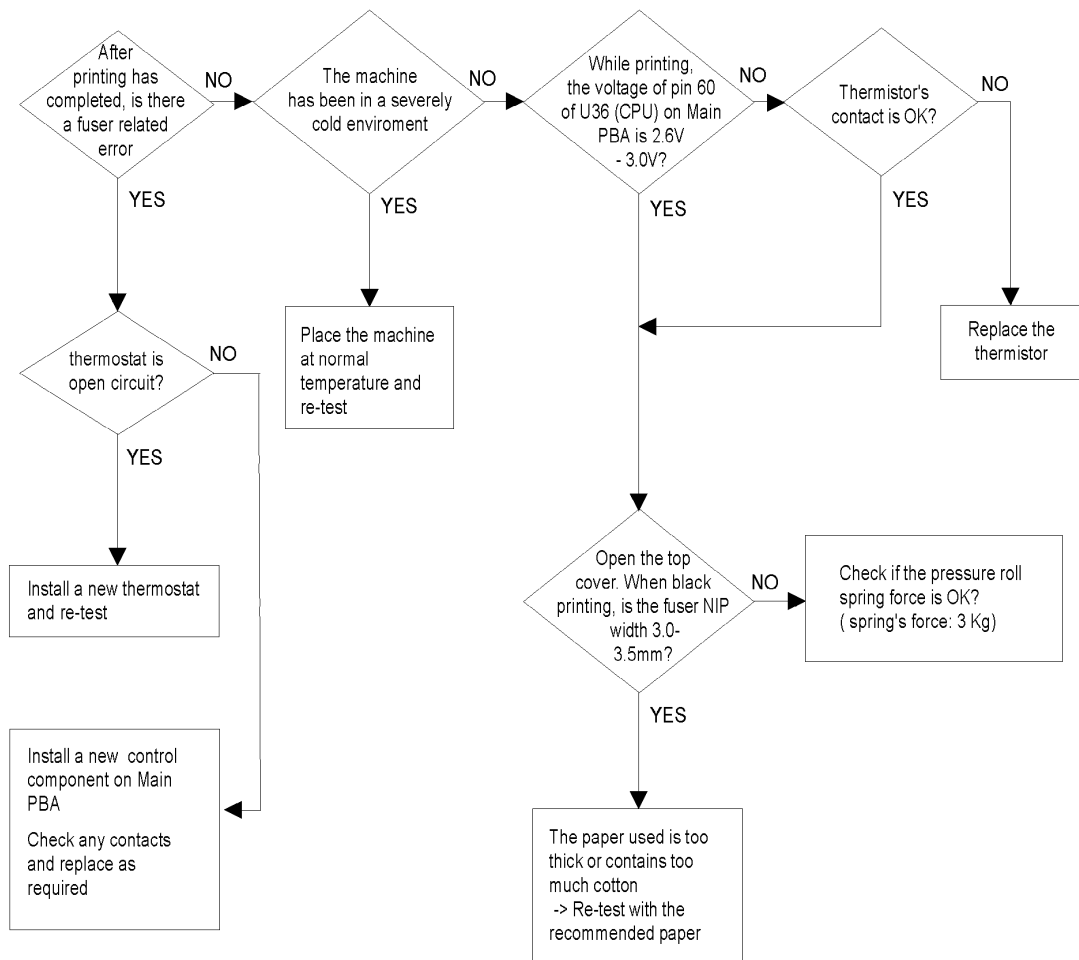 After
printing has
completed, is there
a fuser related
error
NO
YES
The machine
has been in a severely
cold enviroment
NO
YES
While printing,
the voltage of pin 60
of U36 (CPU) on Main
PBA is 2.6V
- 3.0V?
NO
YES
Thermistor's
contact is OK?
NO
YES
thermostat is
open circuit?
NO
YES
Place the machine
at normal
temperature and
re-test
Replace the
thermistor
Install a new thermostat
and re-test
Open the top
cover. When black
printing, is the fuser NIP
width 3.0-
3.5mm?
NO
YES
Check if the pressure roll
spring force is OK?
( spring's force: 3 Kg)
Install a new control
component on Main
PBA
Check any contacts
and replace as
required
The paper used is too
thick or contains too
much cotton
-> Re-test with the
recommended paper